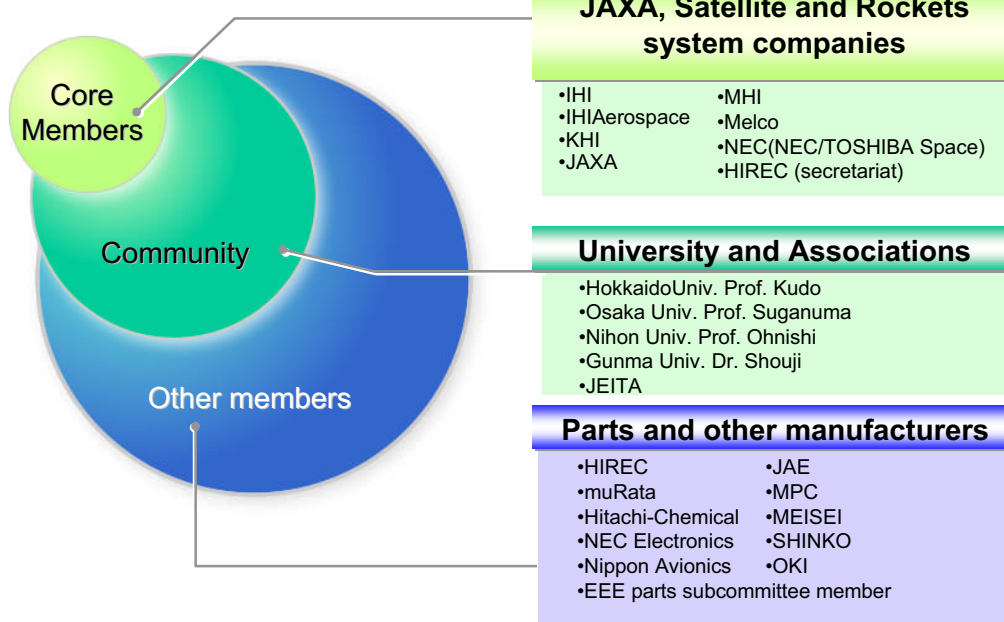 JAXA, Satellite and Rockets
system companies
Core
Members
•IHI
•IHIAerospace
•KHI
•JAXA
•MHI
•Melco
•NEC(NEC/TOSHIBA Space)
•HIREC (secretariat)
Community
University and Associations
•HokkaidoUniv. Prof. Kudo
•Osaka Univ. Prof. Suganuma
•Nihon Univ. Prof. Ohnishi
•Gunma Univ. Dr. Shouji
•JEITA
Other members
Parts and other manufacturers
•HIREC
•muRata
•Hitachi-Chemical
•NEC Electronics
•Nippon Avionics
•EEE parts subcommittee member
•JAE
•MPC
•MEISEI
•SHINKO
•OKI